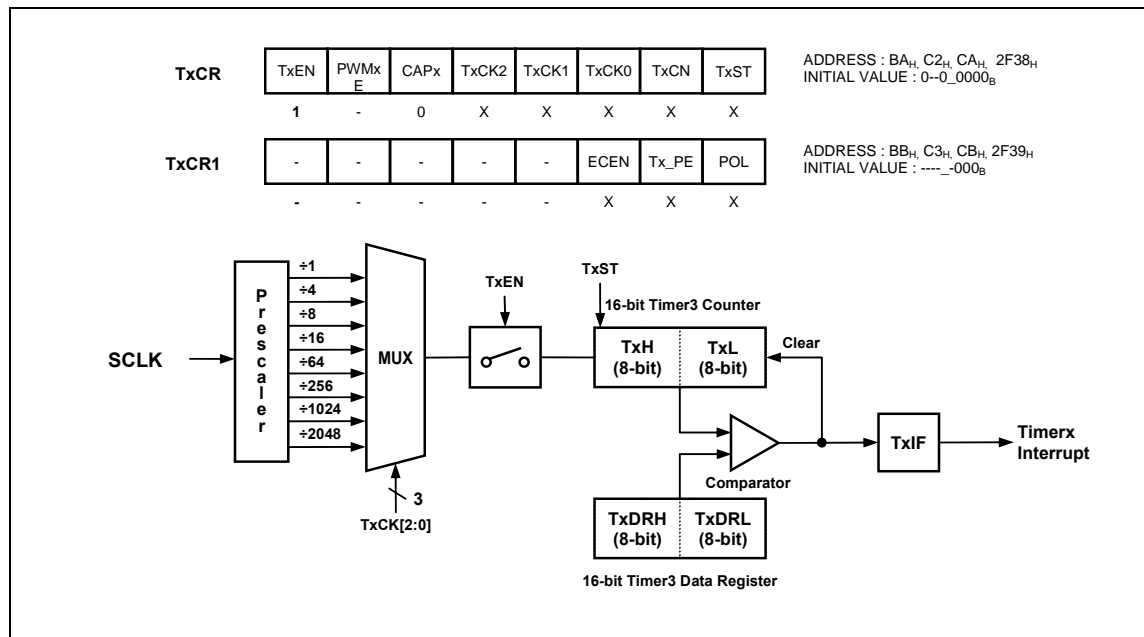 TxCR
TxEN PWMx E CAPx TxCK2 TxCK1 TxCK0 TxCN TxST
ADDRESS : BAH, C2H, CAH, 2F38H
INITIAL VALUE : 0--0_0000B
1 - 0 X X X X X
TxCR1
- - - - - ECEN Tx_PE POL
ADDRESS : BBH, C3H, CBH, 2F39H
INITIAL VALUE : ----_-000B
- - - - - X X X
SCLK
Prescaler
÷1
÷4
÷8
÷16
÷64
÷256
÷1024
÷2048
MUX
3
TxCK[2:0]
TxEN
TxST
16-bit Timer3 Counter
TxH
(8-bit)
TxL
(8-bit)
Clear
Comparator
TxIF
Timerx
Interrupt
TxDRH
(8-bit)
TxDRL
(8-bit)
16-bit Timer3 Data Register